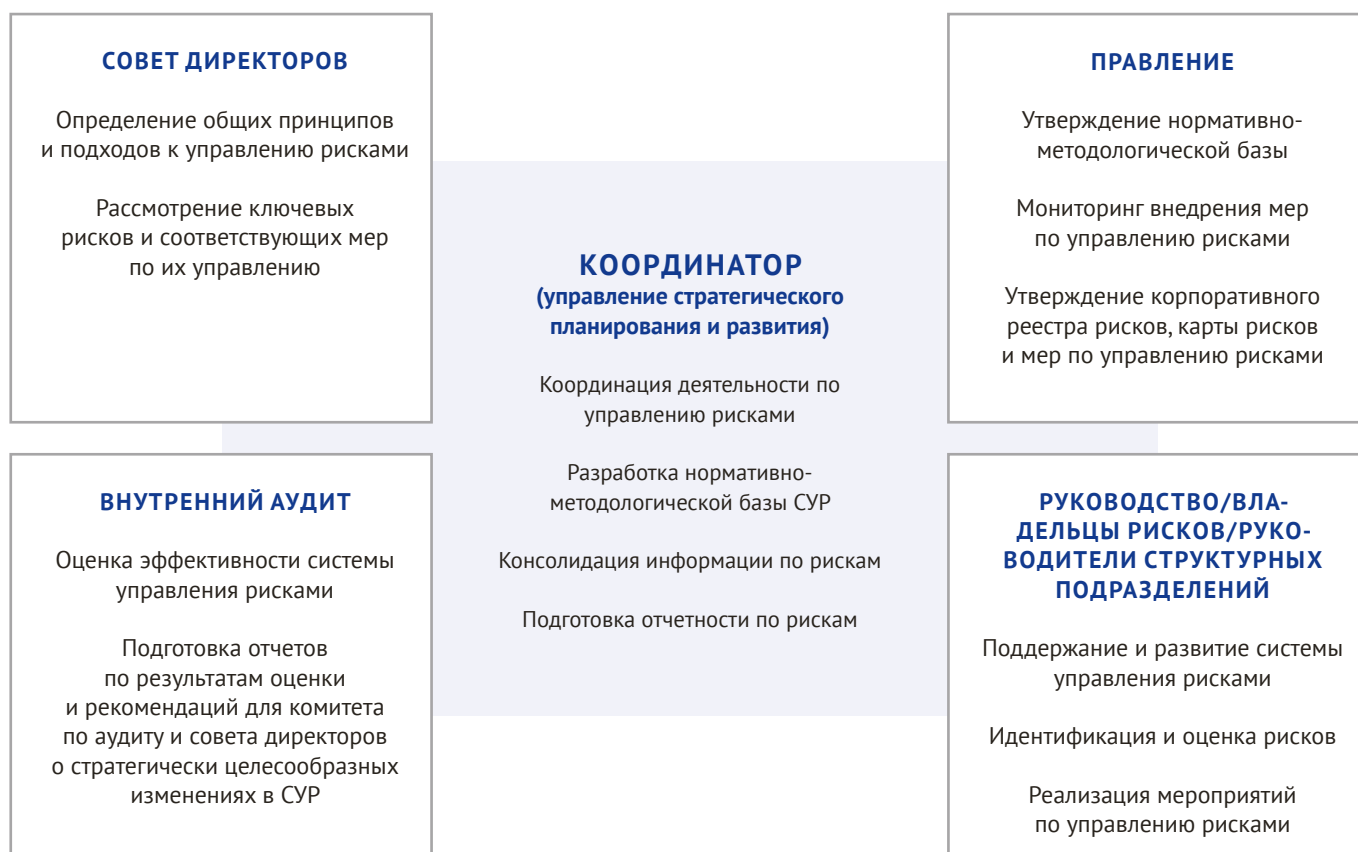 СОВЕТ ДИРЕКТОРОВ
Определение общих принципов
и подходов к управлению рисками
Рассмотрение ключевых
рисков и соответствующих мер
по их управлению
ПРАВЛЕНИЕ
Утверждение нормативно-
методологической базы
Мониторинг внедрения мер
по управлению рисками
Утверждение корпоративного
реестра рисков, карты рисков
и мер по управлению рисками
КООРДИНАТОР
(управление стратегического
планирования и развития)
Координация деятельности по
управлению рисками
Разработка нормативно-
методологической базы СУР
Консолидация информации по рискам
Подготовка отчетности по рискам
ВНУТРЕННИЙ АУДИТ
Оценка эффективности системы
управления рисками
Подготовка отчетов
по результатам оценки
и рекомендаций для комитета
по аудиту и совета директоров
о стратегически целесообразных
изменениях в СУР
РУКОВОДСТВО/ВЛА-
ДЕЛЬЦЫ РИСКОВ/РУКО-
ВОДИТЕЛИ СТРУКТУРНЫХ
ПОДРАЗДЕЛЕНИЙ
Поддержание и развитие системы
управления рисками
Идентификация и оценка рисков
Реализация мероприятий
по управлению рисками